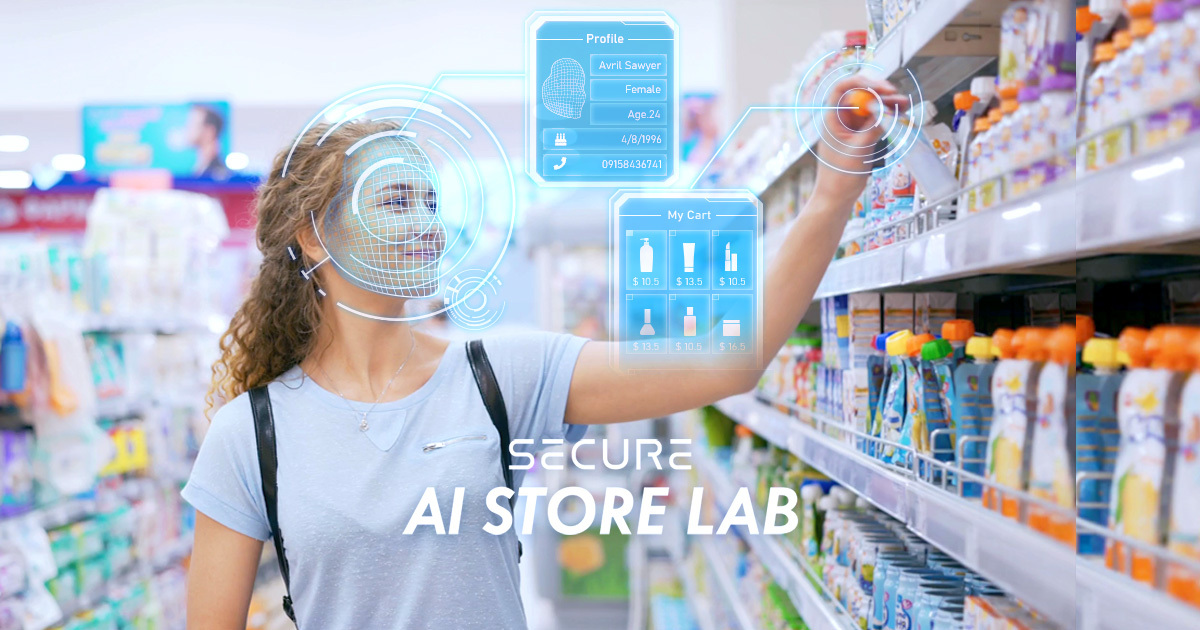 Profile
Avril Sawyer
Female
Age.24
4/8/1996
09158436741
My Cart
$ 10.5
$ 13.5
$ 10.5
$ 13.5
$ 10.5
$ 16.5
SECURE
AI STORE LAB